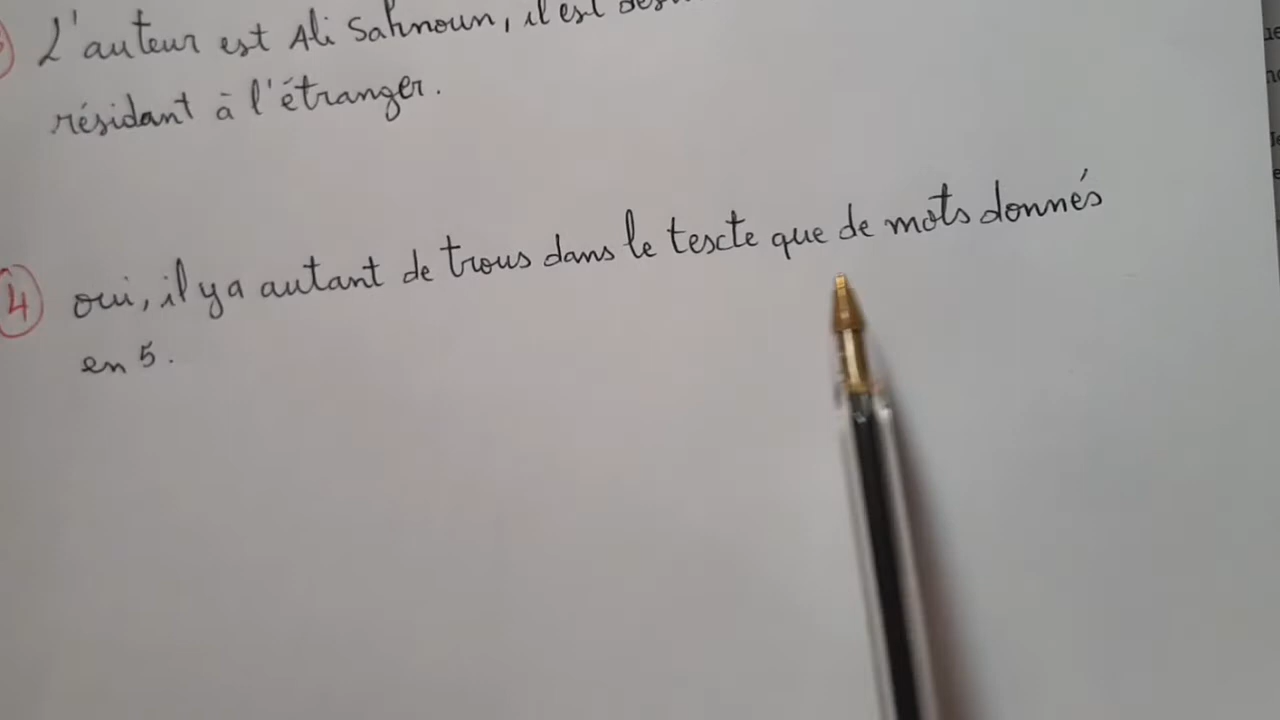 L'auteur est Ali Sahnoun, il est
résidant à l'étranger.
4 oui, il y a autant de trous dans le texte que de mots donnés
en 5.